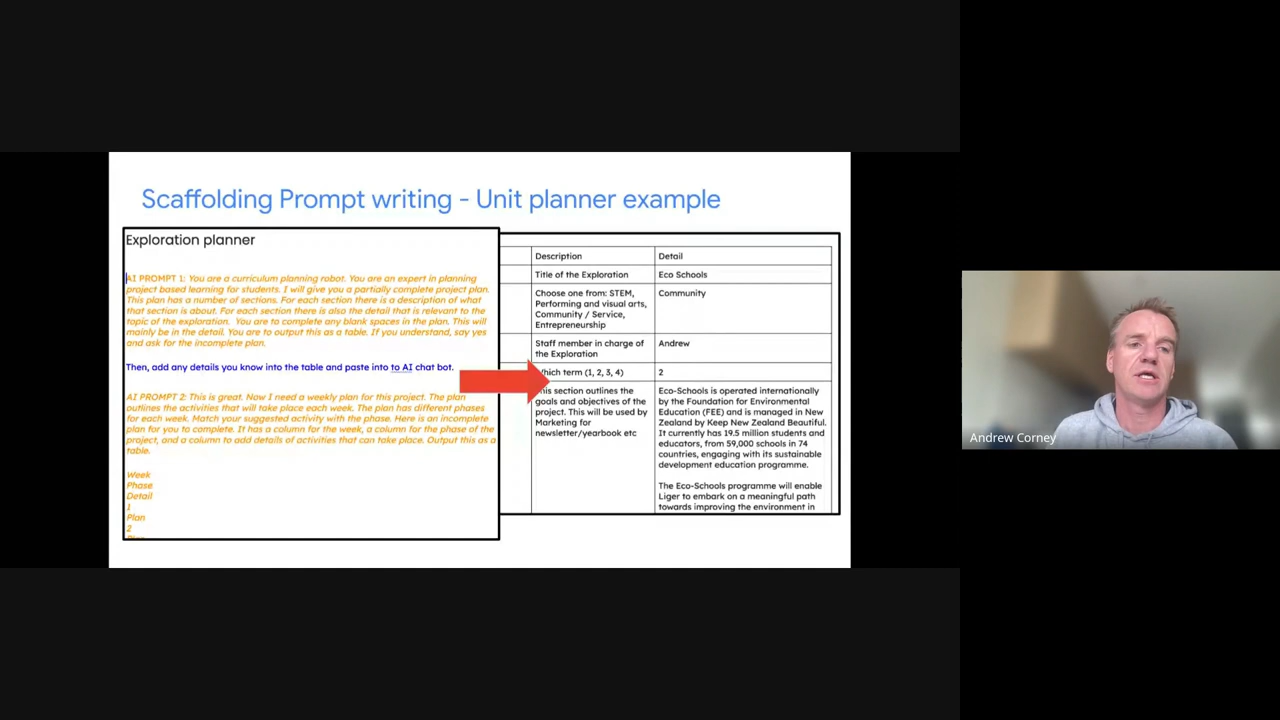 Scaffolding Prompt writing - Unit planner example
Exploration planner
AI PROMPT 1: You are a curriculum planning robot. You are an expert in planning
project based learning for students. I will give you a partially complete project plan.
This plan has a number of sections. For each section there is a description of what
that section is about. For each section there is also the detail that is relevant to the
topic of the exploration. You are to complete any blank spaces in the plan. This will
mainly be in the detail. You are to output this as a table. If you understand, say yes
and ask for the incomplete plan.
Then, add any details you know into the table and paste into to AI chat bot.
AI PROMPT 2: This is great. Now I need a weekly plan for this project. The plan
outlines the activities that will take place each week. The plan has different phases
for each week. Match your suggested activity with the phase. Here is an incomplete
plan for you to complete. It has a column for the week, a column for the phase of the
project, and a column to add details of activities that can take place. Output this as a
table.
Week
Phase
Detail
1
Plan
2
Description
Detail
Title of the Exploration
Eco Schools
Choose one from: STEM,
Performing and visual arts,
Community / Service,
Entrepreneurship
Community
Staff member in charge of
the Exploration
Andrew
hich term (1, 2, 3, 4)
2
is section outlines the
goals and objectives of the
project. This will be used by
Marketing for
newsletter/yearbook etc
Eco-Schools is operated internationally
by the Foundation for Environmental
Education (FEE) and is managed in New
Zealand by Keep New Zealand Beautiful.
It currently has 19.5 million students and
educators, from 59,000 schools in 74
countries, engaging with its sustainable
development education programme.
The Eco-Schools programme will enable
Liger to embark on a meaningful path
towards improving the environment in
Andrew Corney